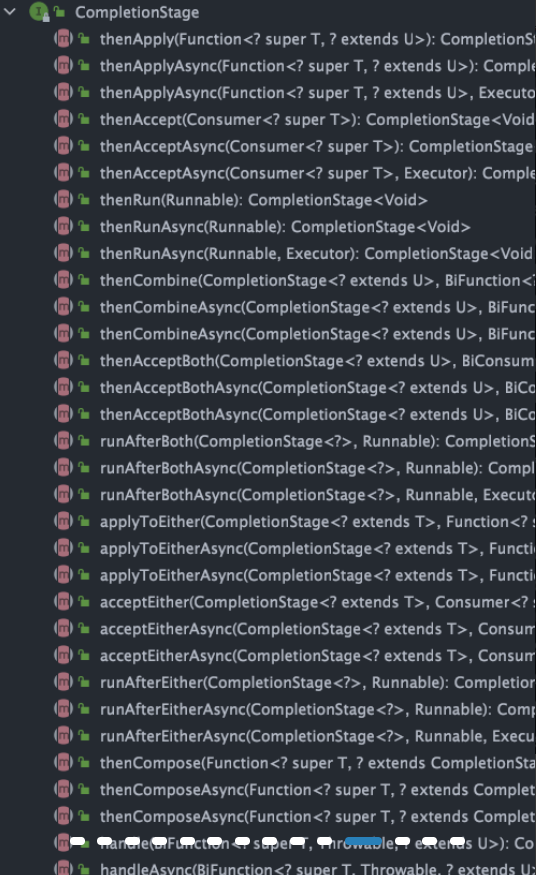 CompletionStage
thenApply(Function<? super T, ? extends U>): CompletionSt
thenApplyAsync(Function<? super T, ? extends U>): Comple
thenApplyAsync(Function<? super T, ? extends U>, Executo
thenAccept(Consumer<? super T>): CompletionStage<Void
thenAcceptAsync(Consumer<? super T>): CompletionStage
thenAcceptAsync(Consumer<? super T>, Executor): Comple
thenRun(Runnable): CompletionStage<Void>
thenRunAsync(Runnable): CompletionStage<Void>
thenRunAsync(Runnable, Executor): CompletionStage<Void
thenCombine(CompletionStage<? extends U>, BiFunction<?
thenCombineAsync(CompletionStage<? extends U>, BiFunc
thenCombineAsync(CompletionStage<? extends U>, BiFunc
thenAcceptBoth(CompletionStage<? extends U>, BiConsum
thenAcceptBothAsync(CompletionStage<? extends U>, BiCo
thenAcceptBothAsync(CompletionStage<? extends U>, BiCo
runAfterBoth(CompletionStage<?>, Runnable): CompletionS
runAfterBothAsync(CompletionStage<?>, Runnable): Compl
runAfterBothAsync(CompletionStage<?>, Runnable, Executo
applyToEither(CompletionStage<? extends T>, Function<? s
applyToEitherAsync(CompletionStage<? extends T>, Functi
applyToEitherAsync(CompletionStage<? extends T>, Functi
acceptEither(CompletionStage<? extends T>, Consumer<? s
acceptEitherAsync(CompletionStage<? extends T>, Consum
acceptEitherAsync(CompletionStage<? extends T>, Consum
runAfterEither(CompletionStage<?>, Runnable): Completion
runAfterEitherAsync(CompletionStage<?>, Runnable): Comp
runAfterEitherAsync(CompletionStage<?>, Runnable, Execu
thenCompose(Function<? super T, ? extends CompletionSta
thenComposeAsync(Function<? super T, ? extends Complet
thenComposeAsync(Function<? super T, ? extends Complet
handle(BiFunction<? super T, Throwable, ? extends U>): Co
handleAsync(BiFunction<? super T, Throwable, ? extends U>